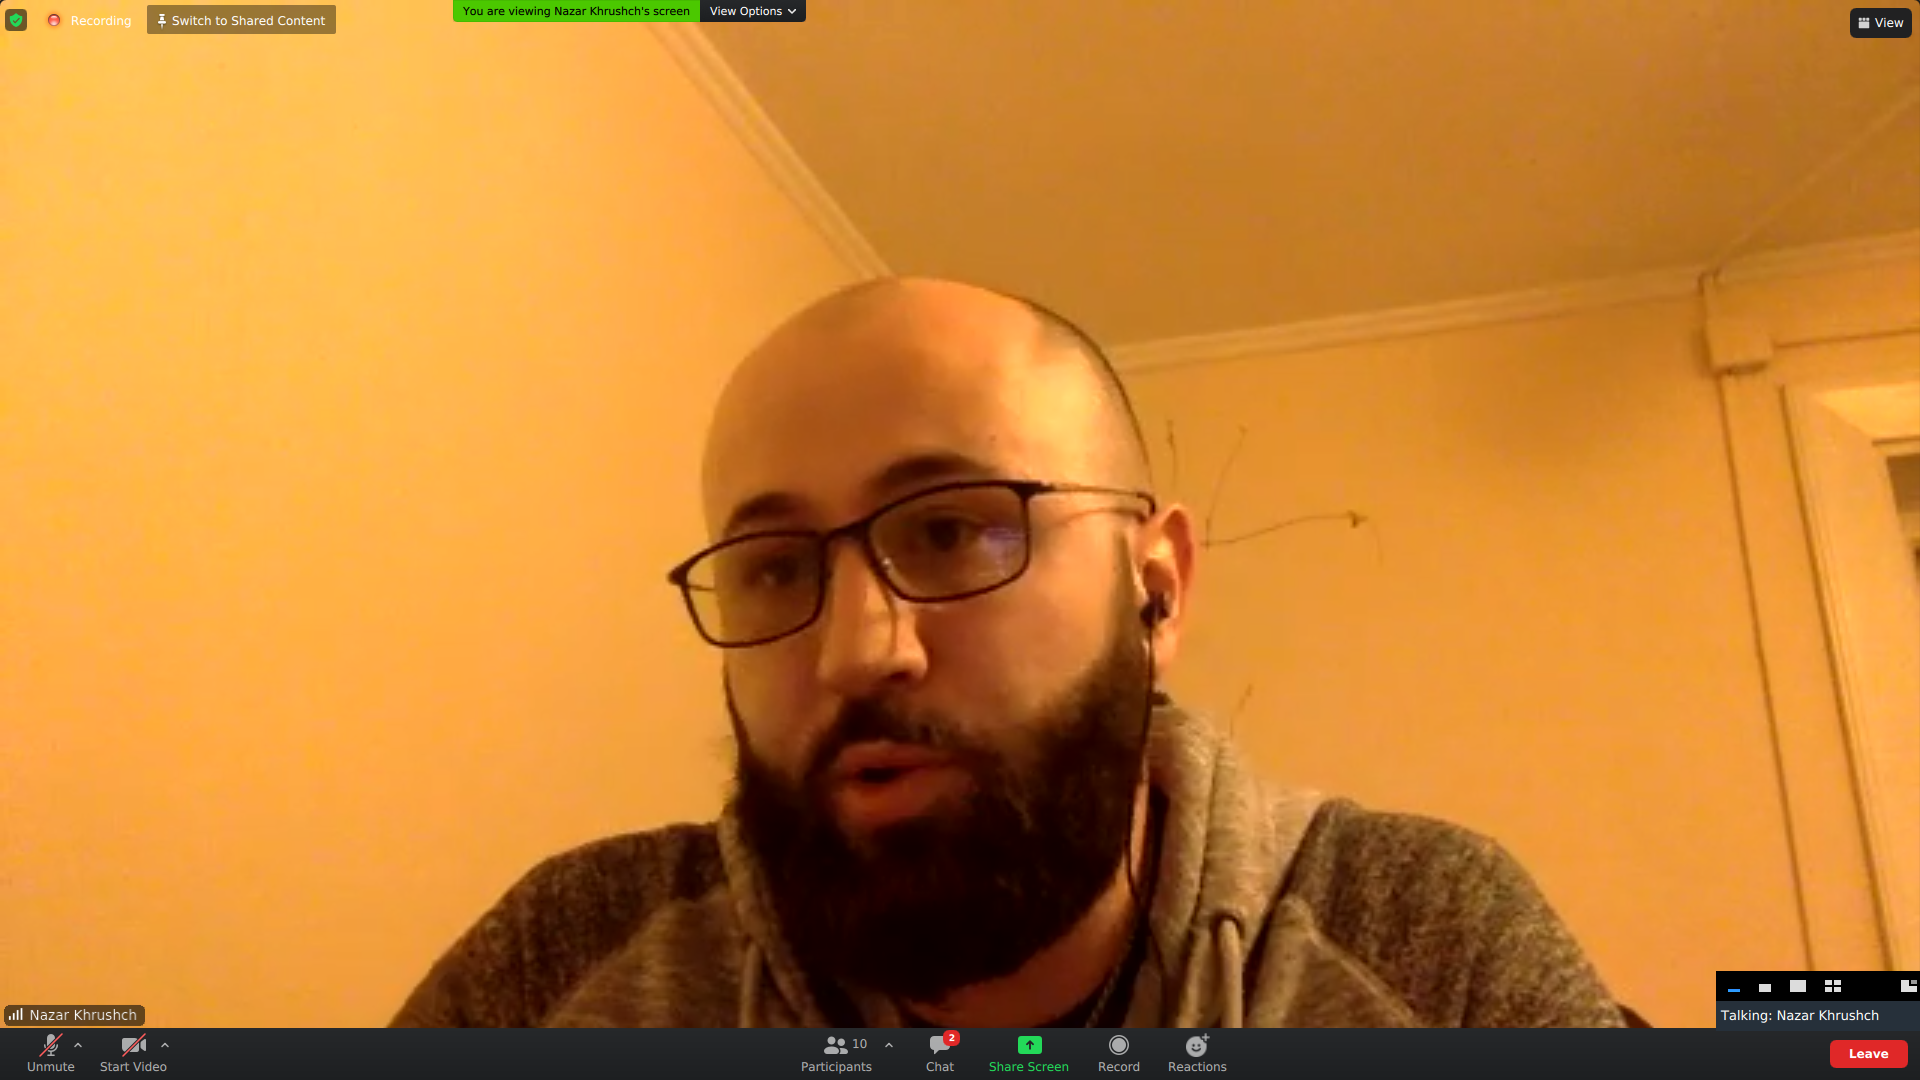 Recording
Switch to Shared Content
You are viewing Nazar Khrushch's screen
View Options
View
Nazar Khrushch
Talking: Nazar Khrushch
Unmute
Start Video
10
Participants
2
Chat
Share Screen
Record
Reactions
Leave